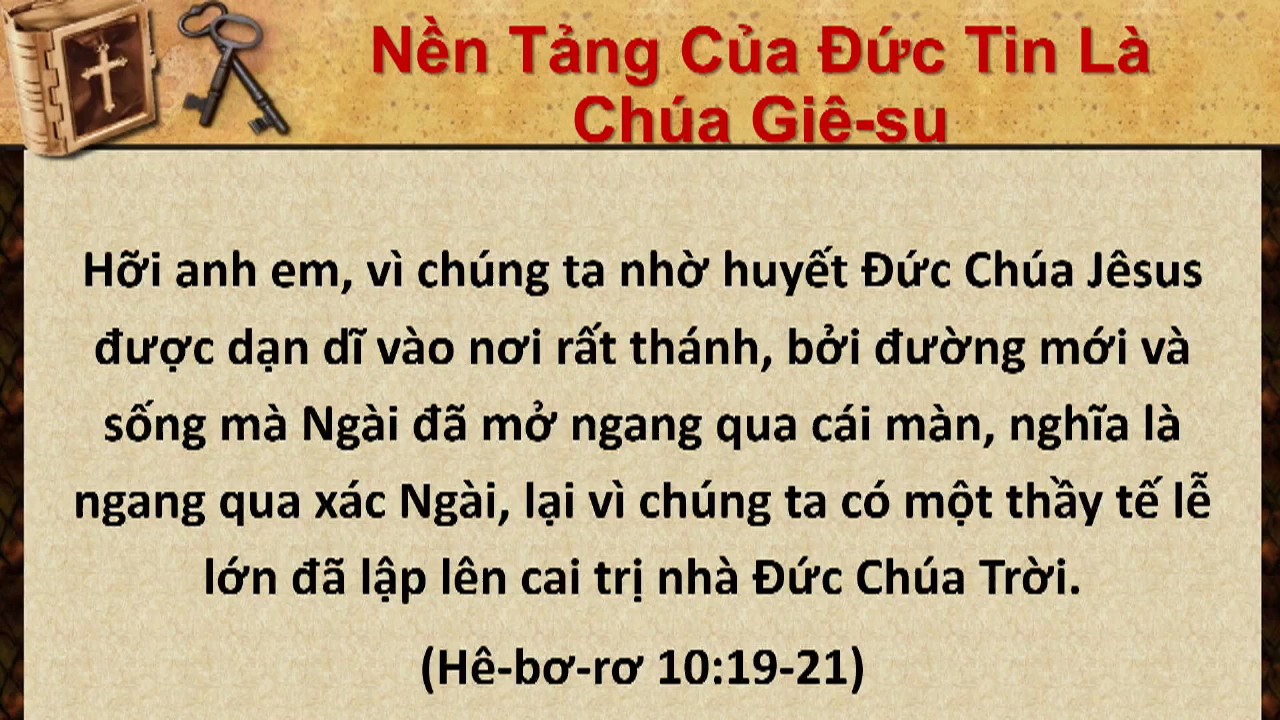 Nền Tảng Của Đức Tin Là
Chúa Giê-su
Hỡi anh em, vì chúng ta nhờ huyết Đức Chúa Jêsus
được dạn dĩ vào nơi rất thánh, bởi đường mới và
sống mà Ngài đã mở ngang qua cái màn, nghĩa là
ngang qua xác Ngài, lại vì chúng ta có một thầy tế lễ
lớn đã lập lên cai trị nhà Đức Chúa Trời.
(Hê-bơ-rơ 10:19-21)